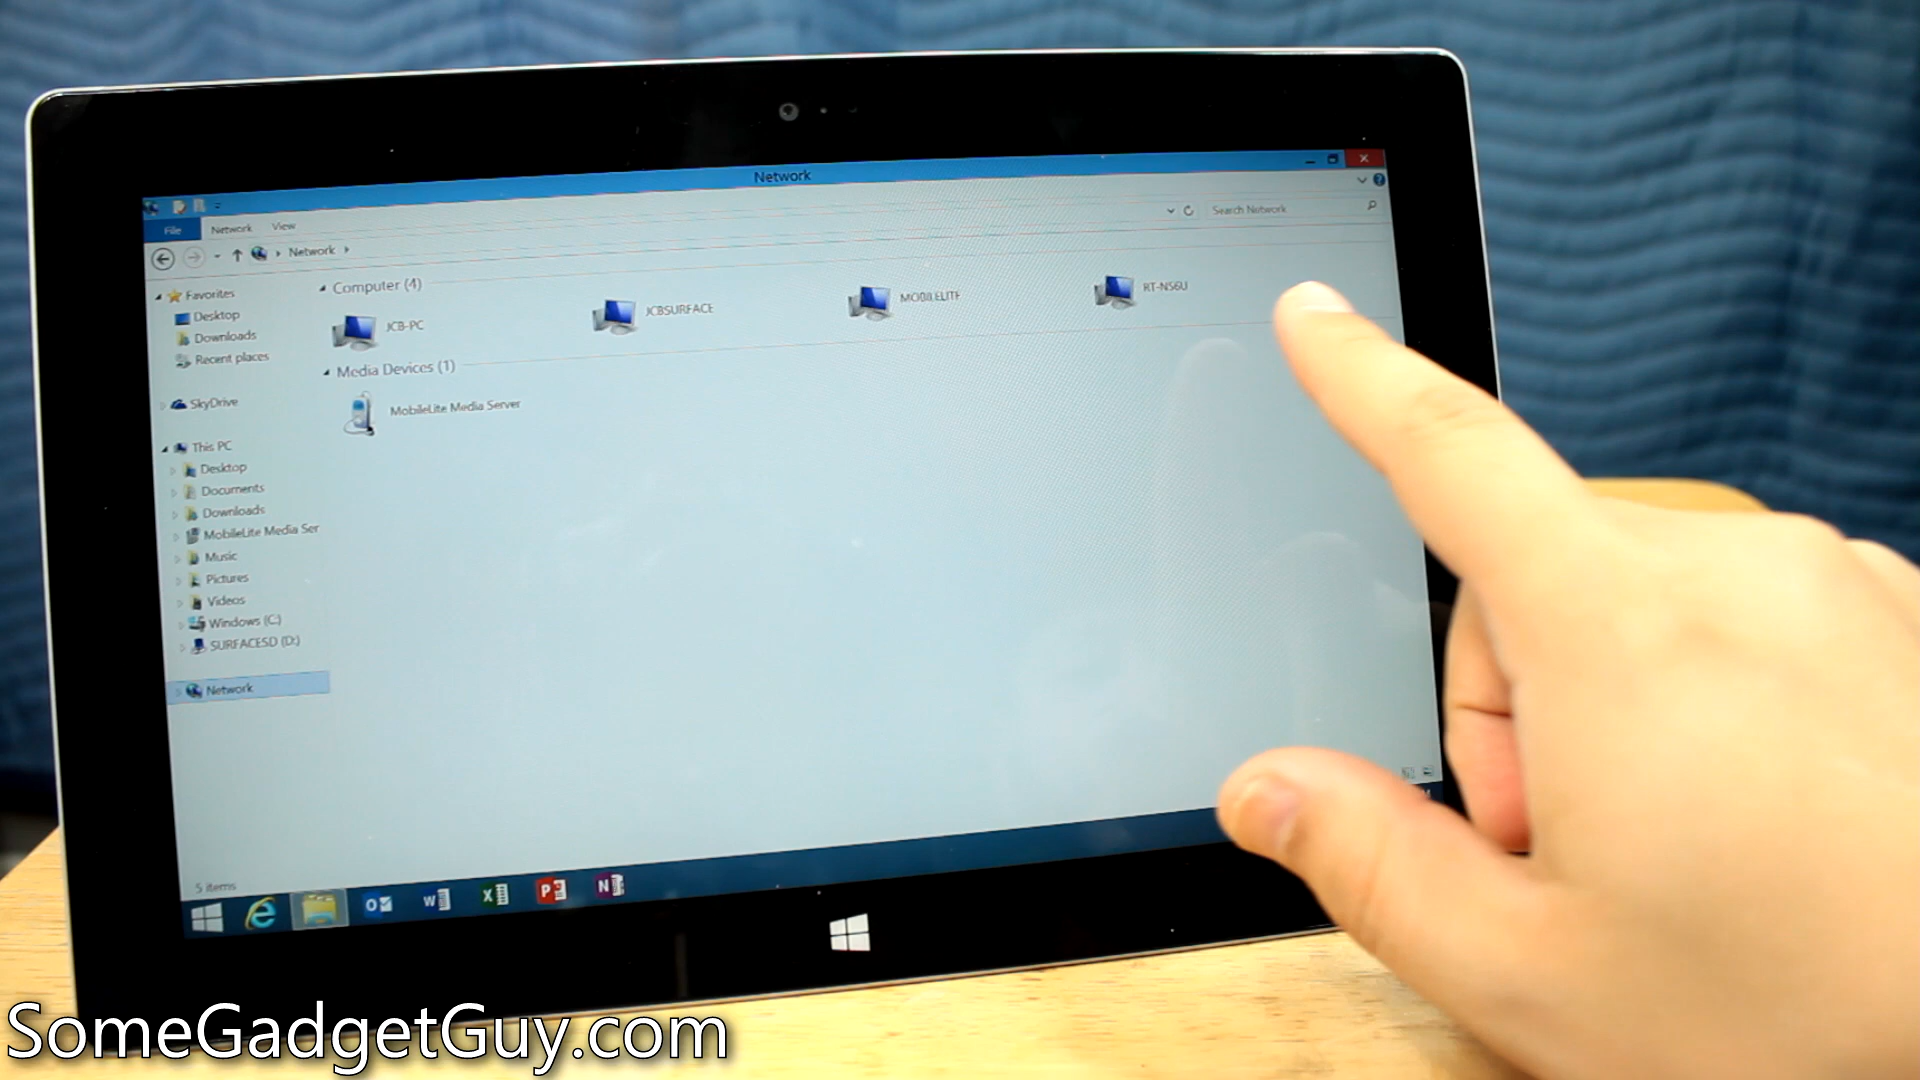 Network
File Network View
Search Network
Network
Favorites
Desktop
Downloads
Recent places
SkyDrive
This PC
Desktop
Documents
Downloads
MobileLite Media Ser
Music
Pictures
Videos
Windows (C:)
SURFACESD (D:)
Network
Computer (4)
JCB-PC
JCBSURFACE
MOBILELITE
RT-N56U
Media Devices (1)
MobileLite Media Server
5 items
SomeGadgetGuy.com